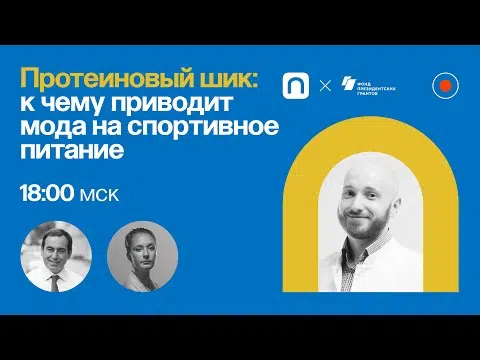 Протеиновый шик:
к чему приводит
мода на спортивное
питание
18:00 мск
ФОНД
ПРЕЗИДЕНТСКИХ
ГРАНТОВ